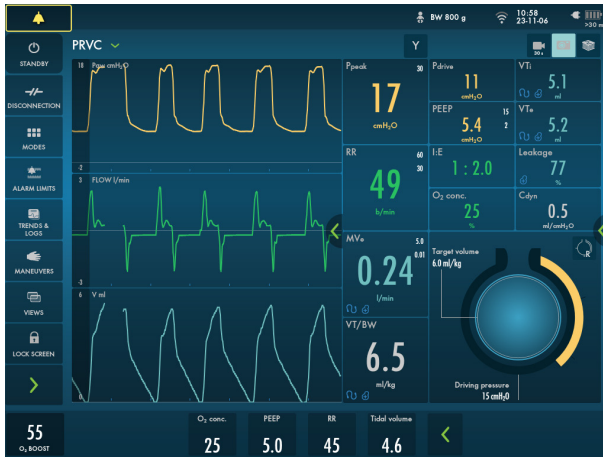 BW 800 g
10:58
23-11-06
>30 m
STANDBY
DISCONNECTION
MODES
ALARM LIMITS
TRENDS &
LOGS
MANEUVERS
VIEWS
LOCK SCREEN
55
O₂ BOOST
PRVC
Y
30 s
10 Paw cmH₂O
-2
3 FLOW l/min
-3
6 V ml
0
Ppeak 30
17
cmH₂O
RR 60
30
49
b/min
MVe 5.0
0.01
0.24
l/min
VT/BW
6.5
ml/kg
Pdrive
11
cmH₂O
PEEP 15
2
5.4
cmH₂O
I:E
1 : 2.0
O₂ conc.
25
%
VTi
5.1
ml
VTe
5.2
ml
Leakage
77
%
Cdyn
0.5
ml/cmH₂O
R
Target volume
6.0 ml/kg
Driving pressure
15 cmH₂0
O₂ conc.
25
PEEP
5.0
RR
45
Tidal volume
4.6